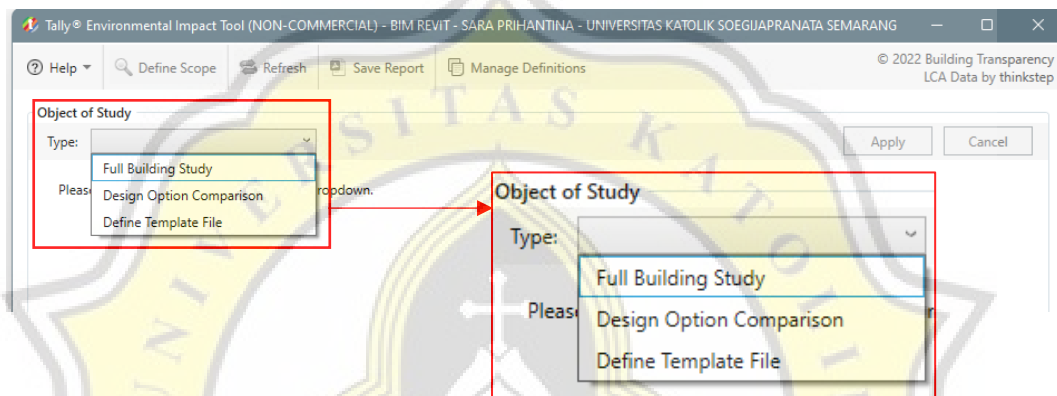 Tally® Environmental Impact Tool (NON-COMMERCIAL) - BIM REVIT - SARA PRIHANTINA - UNIVERSITAS KATOLIK SOEGIJAPRANATA SEMARANG
Help Define Scope Refresh Save Report Manage Definitions
© 2022 Building Transparency
LCA Data by thinkstep
Object of Study
Type:
Apply Cancel
Full Building Study
Design Option Comparison
Define Template File
Object of Study
Type:
Full Building Study
Design Option Comparison
Define Template File
UNIVERSITAS KATOLI